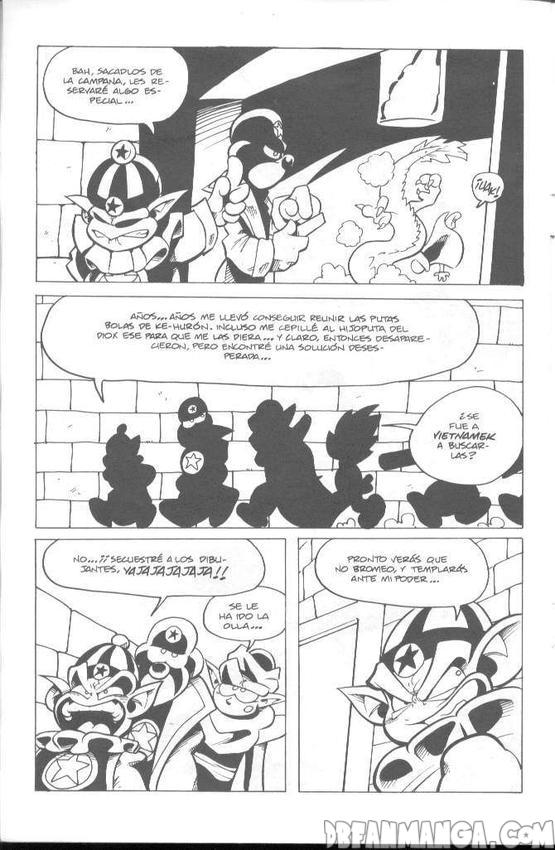 BAH, SACADLOS DE
LA CAMPANA, LES RE-
SERVARÉ ALGO ES-
PECIAL...
¡TUAK!
AÑOS... AÑOS ME LLEVÓ CONSEGUIR REUNIR LAS PUTAS
BOLAS DE KE-HURÓN. INCLUSO ME CEPILLÉ AL HIJOPUTA DEL
DIOX ESE PARA QUE ME LAS DIERA... Y CLARO, ENTONCES DESAPARE-
CIERON, PERO ENCONTRÉ UNA SOLUCIÓN DESES-
PERADA...
¿SE
FUE A
VIETNAMEK
A BUSCAR-
LAS?
NO... ¡¡SECUESTRÉ A LOS DIBU-
JANTES, YAJAJAJAJAJA!!
SE LE
HA IDO LA
OLLA...
PRONTO VERÁS QUE
NO BROMEO, Y TEMPLARÁS
ANTE MI PODER...
DBFANMANGA.COM